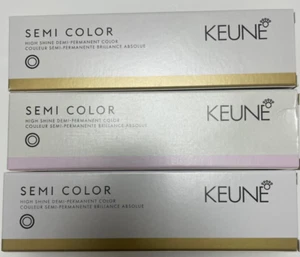 SEMI COLOR
HIGH SHINE DEMI-PERMANENT COLOR
COULEUR SEMI-PERMANENTE BRILLANCE ABSOLUE
KEUNE
SEMI COLOR
HIGH SHINE DEMI-PERMANENT COLOR
COULEUR SEMI-PERMANENTE BRILLANCE ABSOLUE
KEUNE
SEMI COLOR
HIGH SHINE DEMI-PERMANENT COLOR
COULEUR SEMI-PERMANENTE BRILLANCE ABSOLUE
KEUNE